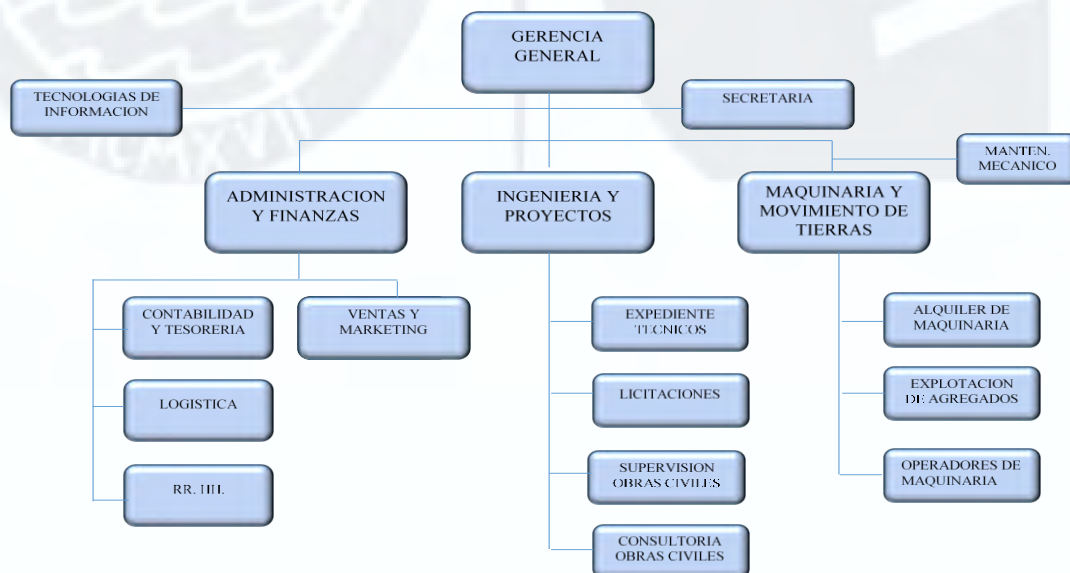 GERENCIA
GENERAL
TECNOLOGIAS DE
INFORMACION
SECRETARIA
MANTEN.
MECANICO
ADMINISTRACION
Y FINANZAS
INGENIERIA Y
PROYECTOS
MAQUINARIA Y
MOVIMIENTO DE
TIERRAS
CONTABILIDAD
Y TESORERIA
VENTAS Y
MARKETING
EXPEDIENTE
TECNICOS
ALQUILER DE
MAQUINARIA
LOGISTICA
LICITACIONES
EXPLOTACION
DE AGREGADOS
RR. HH.
SUPERVISION
OBRAS CIVILES
OPERADORES DE
MAQUINARIA
CONSULTORIA
OBRAS CIVILES